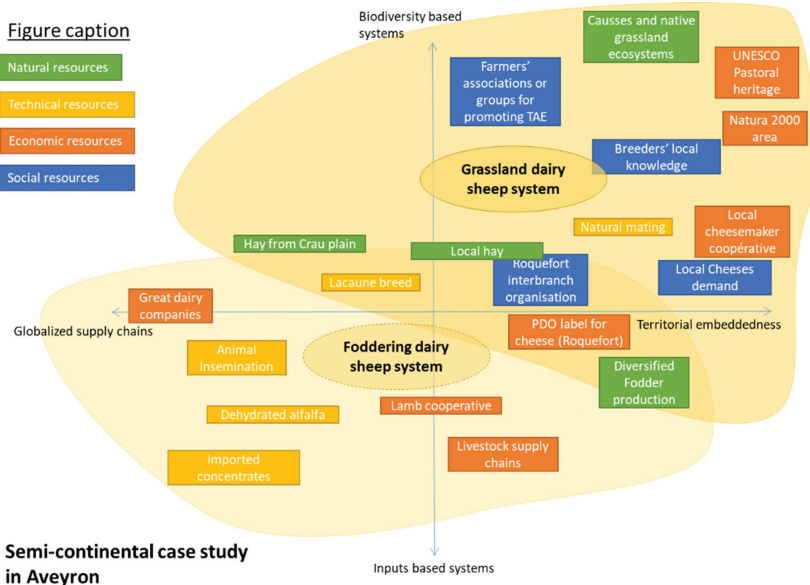 Figure caption
Natural resources
Technical resources
Economic resources
Social resources
Biodiversity based
systems
Causses and native
grassland
ecosystems
UNESCO
Pastoral
heritage
Farmers'
associations or
groups for
promoting TAE
Natura 2000
area
Breeders' local
knowledge
Grassland dairy
sheep system
Natural mating
Local
cheesemaker
coopérative
Hay from Crau plain
Local hay
Roquefort
interbranch
organisation
Local Cheeses
demand
Lacaune breed
Great dairy
companies
Globalized supply chains
Territorial embeddedness
PDO label for
cheese (Roquefort)
Foddering dairy
sheep system
Animal
Insemination
Diversified
Fodder
production
Lamb cooperative
Dehydrated alfalfa
Livestock supply
chains
Imported
concentrates
Semi-continental case study
in Aveyron
Inputs based systems